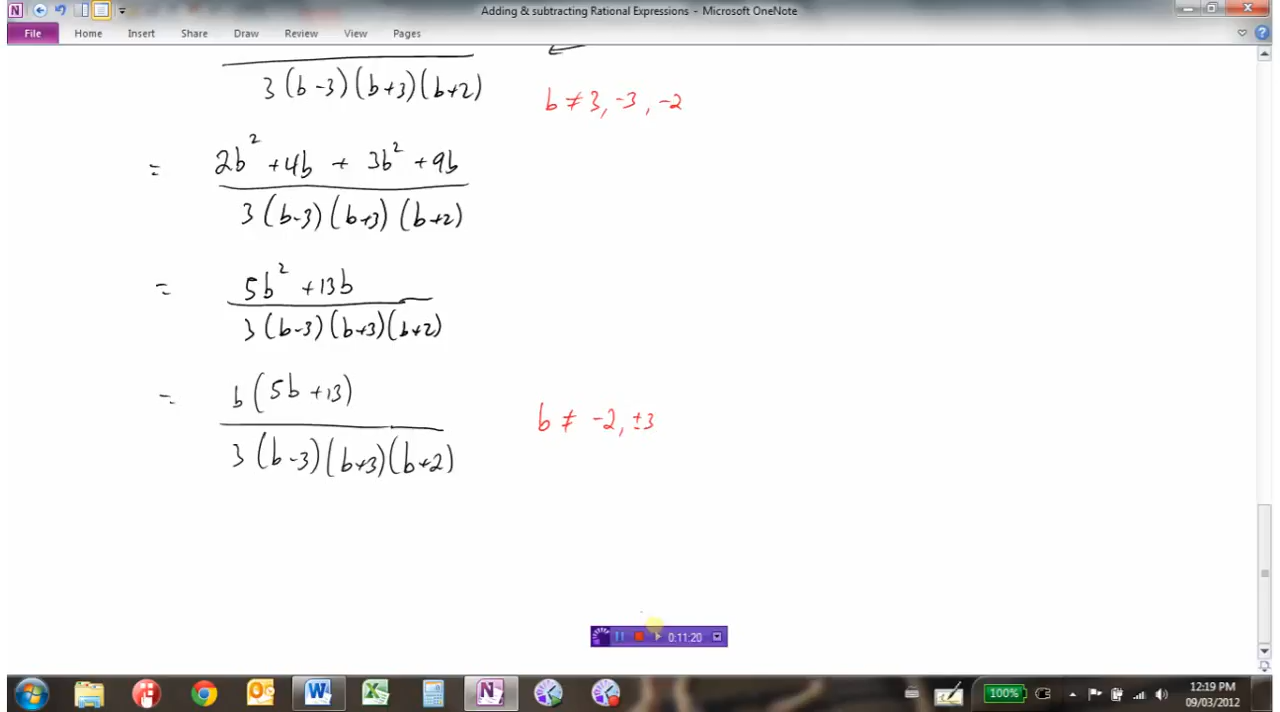 Adding & subtracting Rational Expressions - Microsoft OneNote
File Home Insert Share Draw Review View Pages
3(b-3)(b+3)(b+2)
b ≠ 3, -3, -2
= 2b² + 4b + 3b² + 9b
3(b-3)(b+3)(b+2)
= 5b² + 13b
3(b-3)(b+3)(b+2)
= b(5b + 13)
3(b-3)(b+3)(b+2)
b ≠ -2, ±3
0:11:20
100%
12:19 PM
09/03/2012